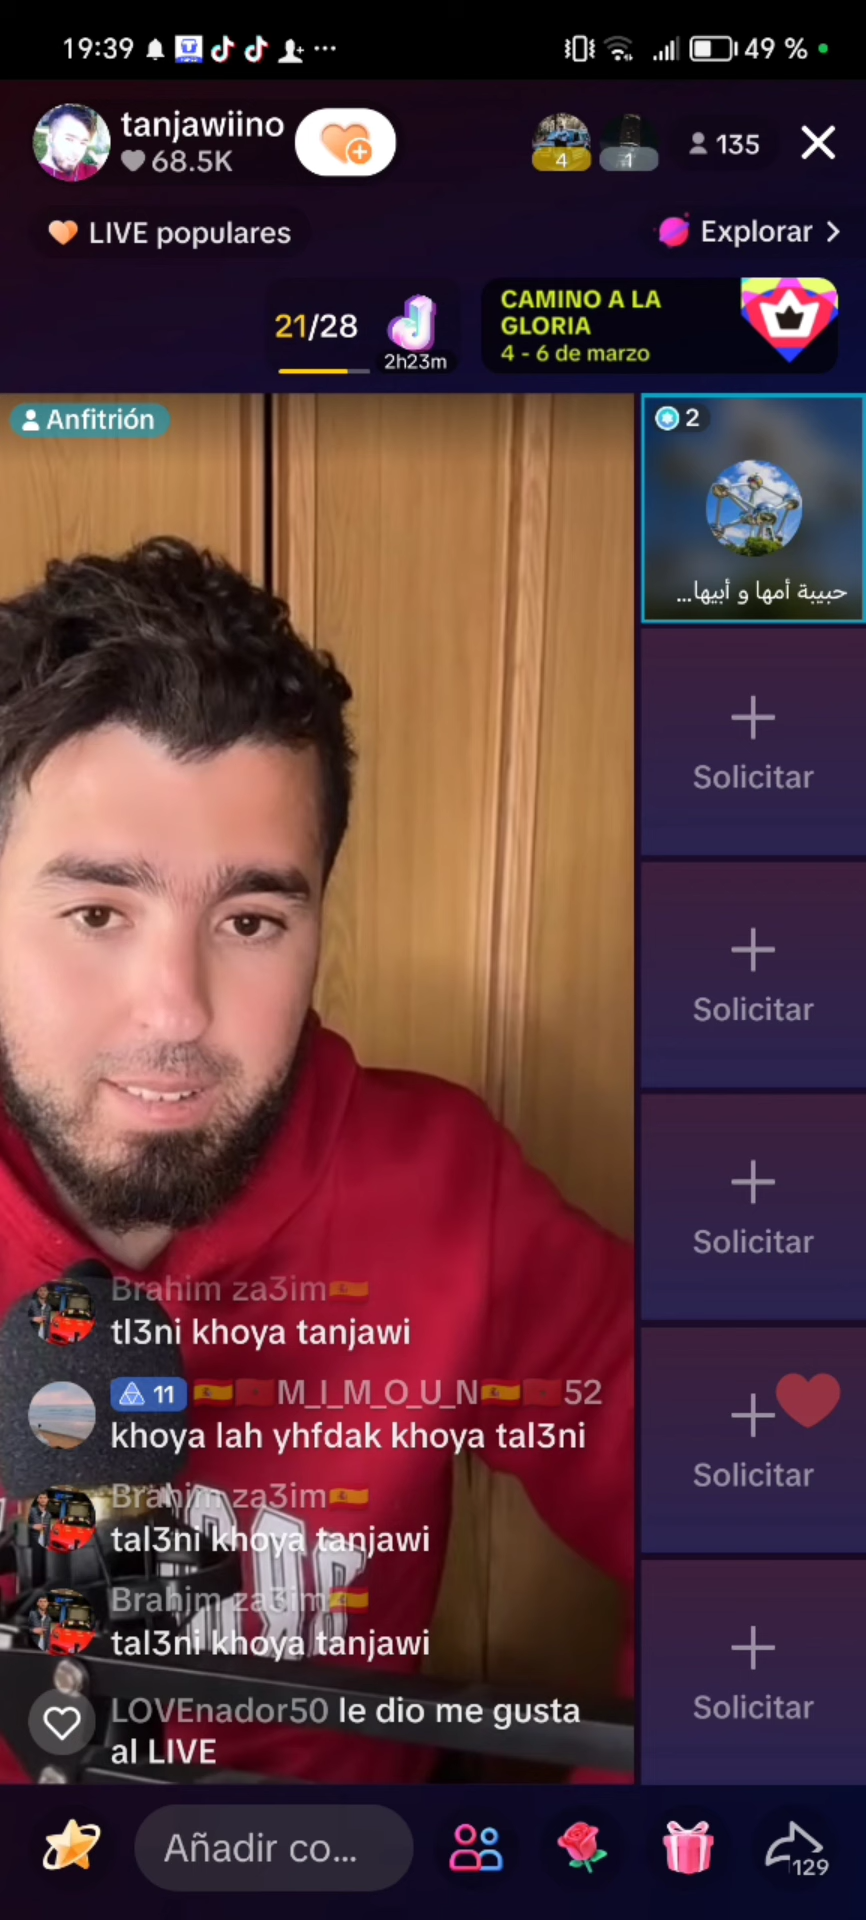 19:39
49 %
tanjawiino
68.5K
4
1
135
LIVE populares
Explorar
21/28
2h23m
CAMINO A LA
GLORIA
4 - 6 de marzo
Anfitrión
2
حبيبة أمها و أبيها...
Solicitar
Solicitar
Solicitar
Solicitar
Solicitar
Brahim za3im🇪🇸
tl3ni khoya tanjawi
11 🇪🇸🇲🇦M_I_M_O_U_N🇪🇸🇲🇦52
khoya lah yhfdak khoya tal3ni
Brahim za3im🇪🇸
tal3ni khoya tanjawi
Brahim za3im🇪🇸
tal3ni khoya tanjawi
LOVEnador50 le dio me gusta
al LIVE
Añadir co...
129